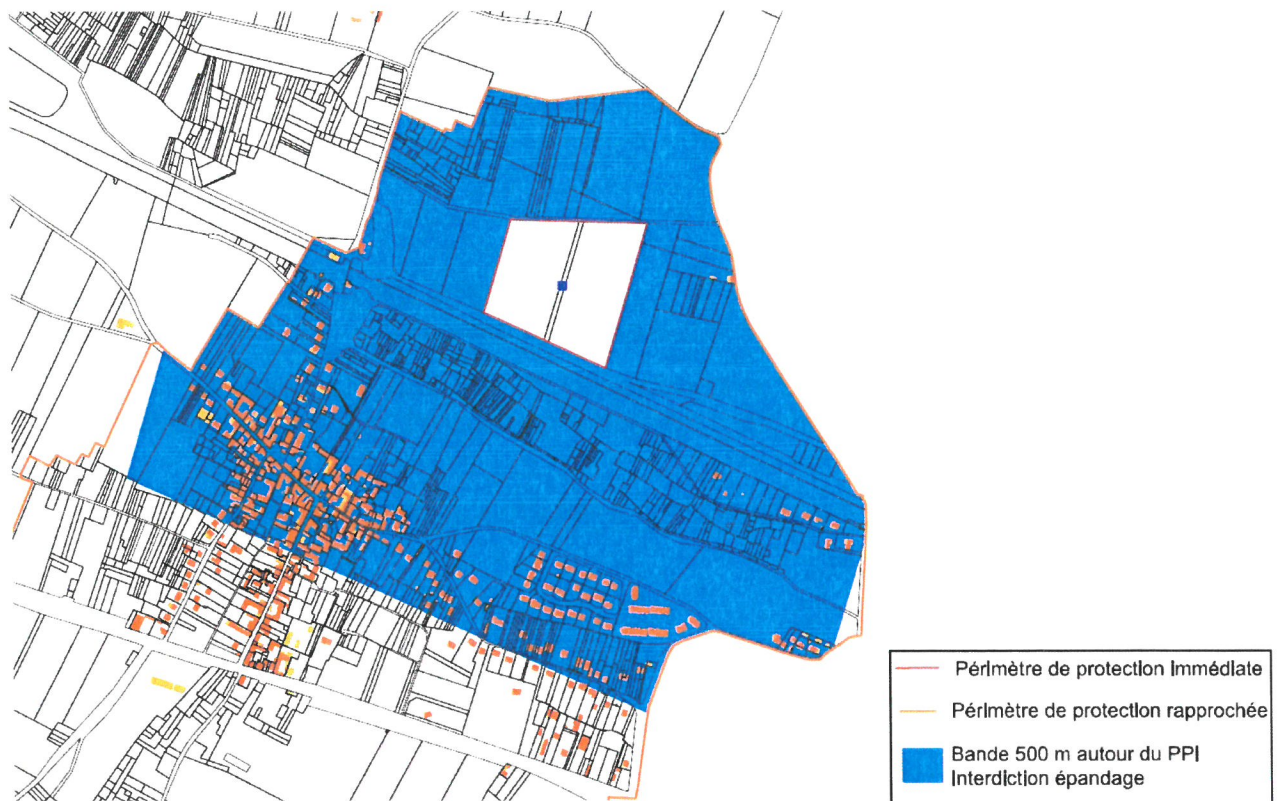 Périmètre de protection immédiate
Périmètre de protection rapprochée
Bande 500 m autour du PPI
Interdiction épandage